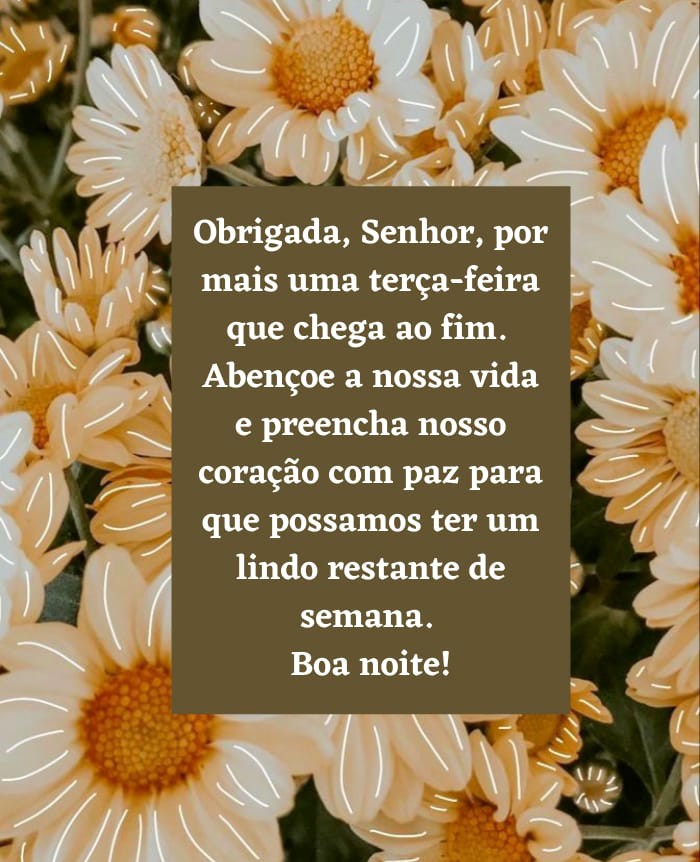 Obrigada, Senhor, por
mais uma terça-feira
que chega ao fim.
Abençoe a nossa vida
e preencha nosso
coração com paz para
que possamos ter um
lindo restante de
semana.
Boa noite!